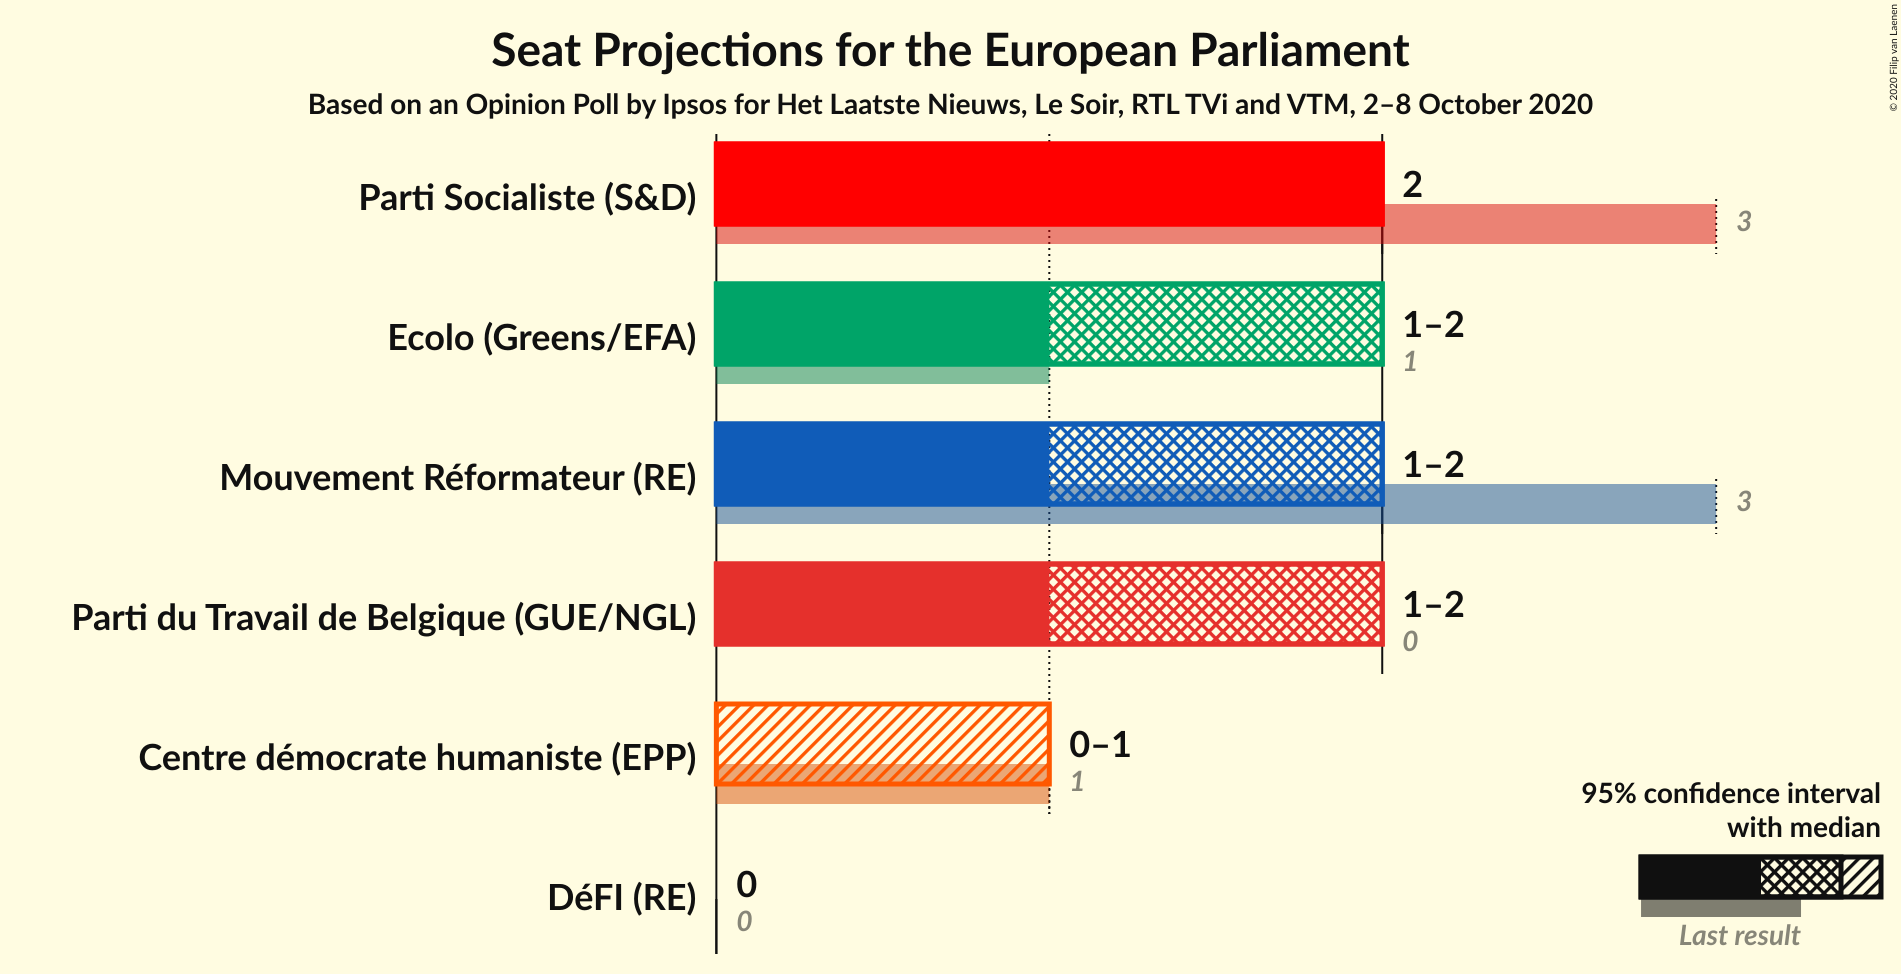 Seat Projections for the European Parliament
Based on an Opinion Poll by Ipsos for Het Laatste Nieuws, Le Soir, RTL TVi and VTM, 2–8 October 2020
© 2020 Filip van Laenen
Parti Socialiste (S&D)
2
3
Ecolo (Greens/EFA)
1–2
1
Mouvement Réformateur (RE)
1–2
3
Parti du Travail de Belgique (GUE/NGL)
1–2
0
Centre démocrate humaniste (EPP)
0–1
1
DéFI (RE)
0
0
95% confidence interval
with median
Last result